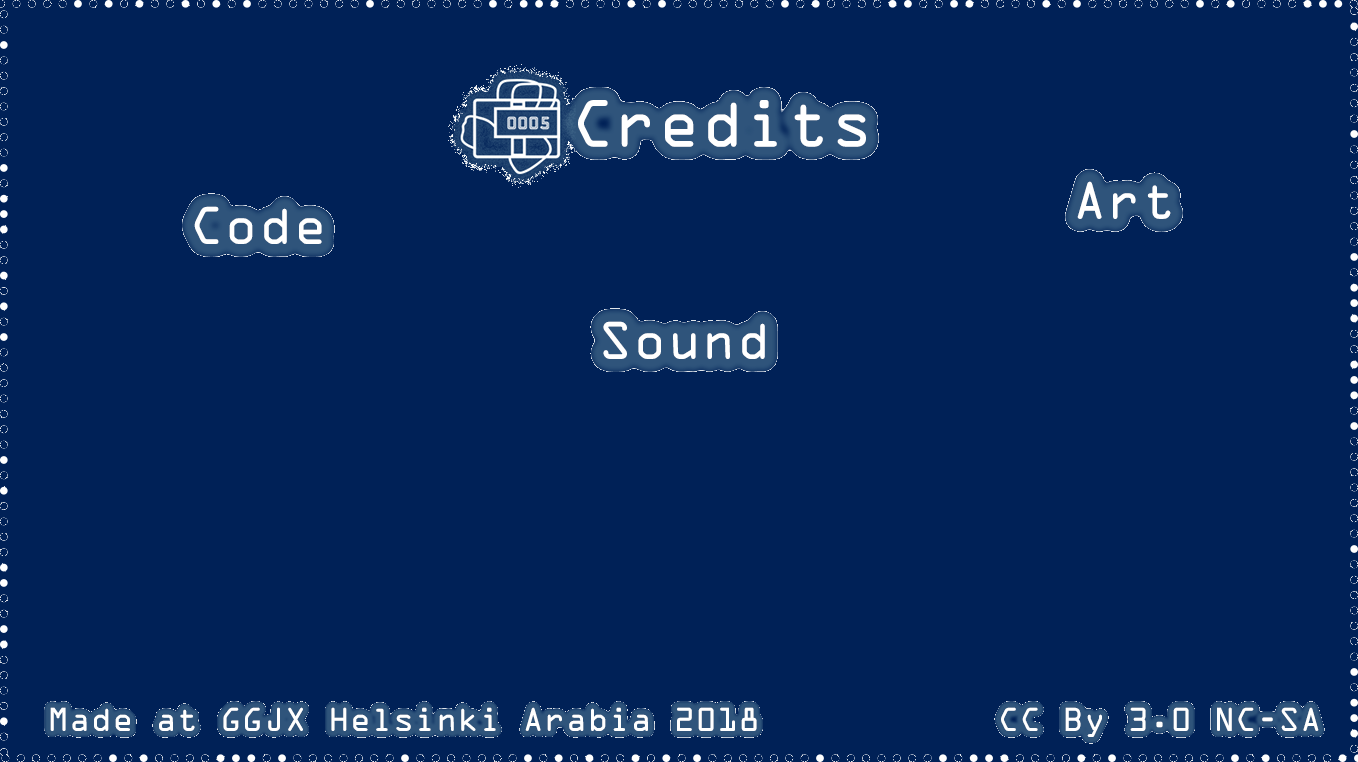 0005
Credits
Code
Art
Sound
Made at GGJX Helsinki Arabia 2018
CC By 3.0 NC-SA